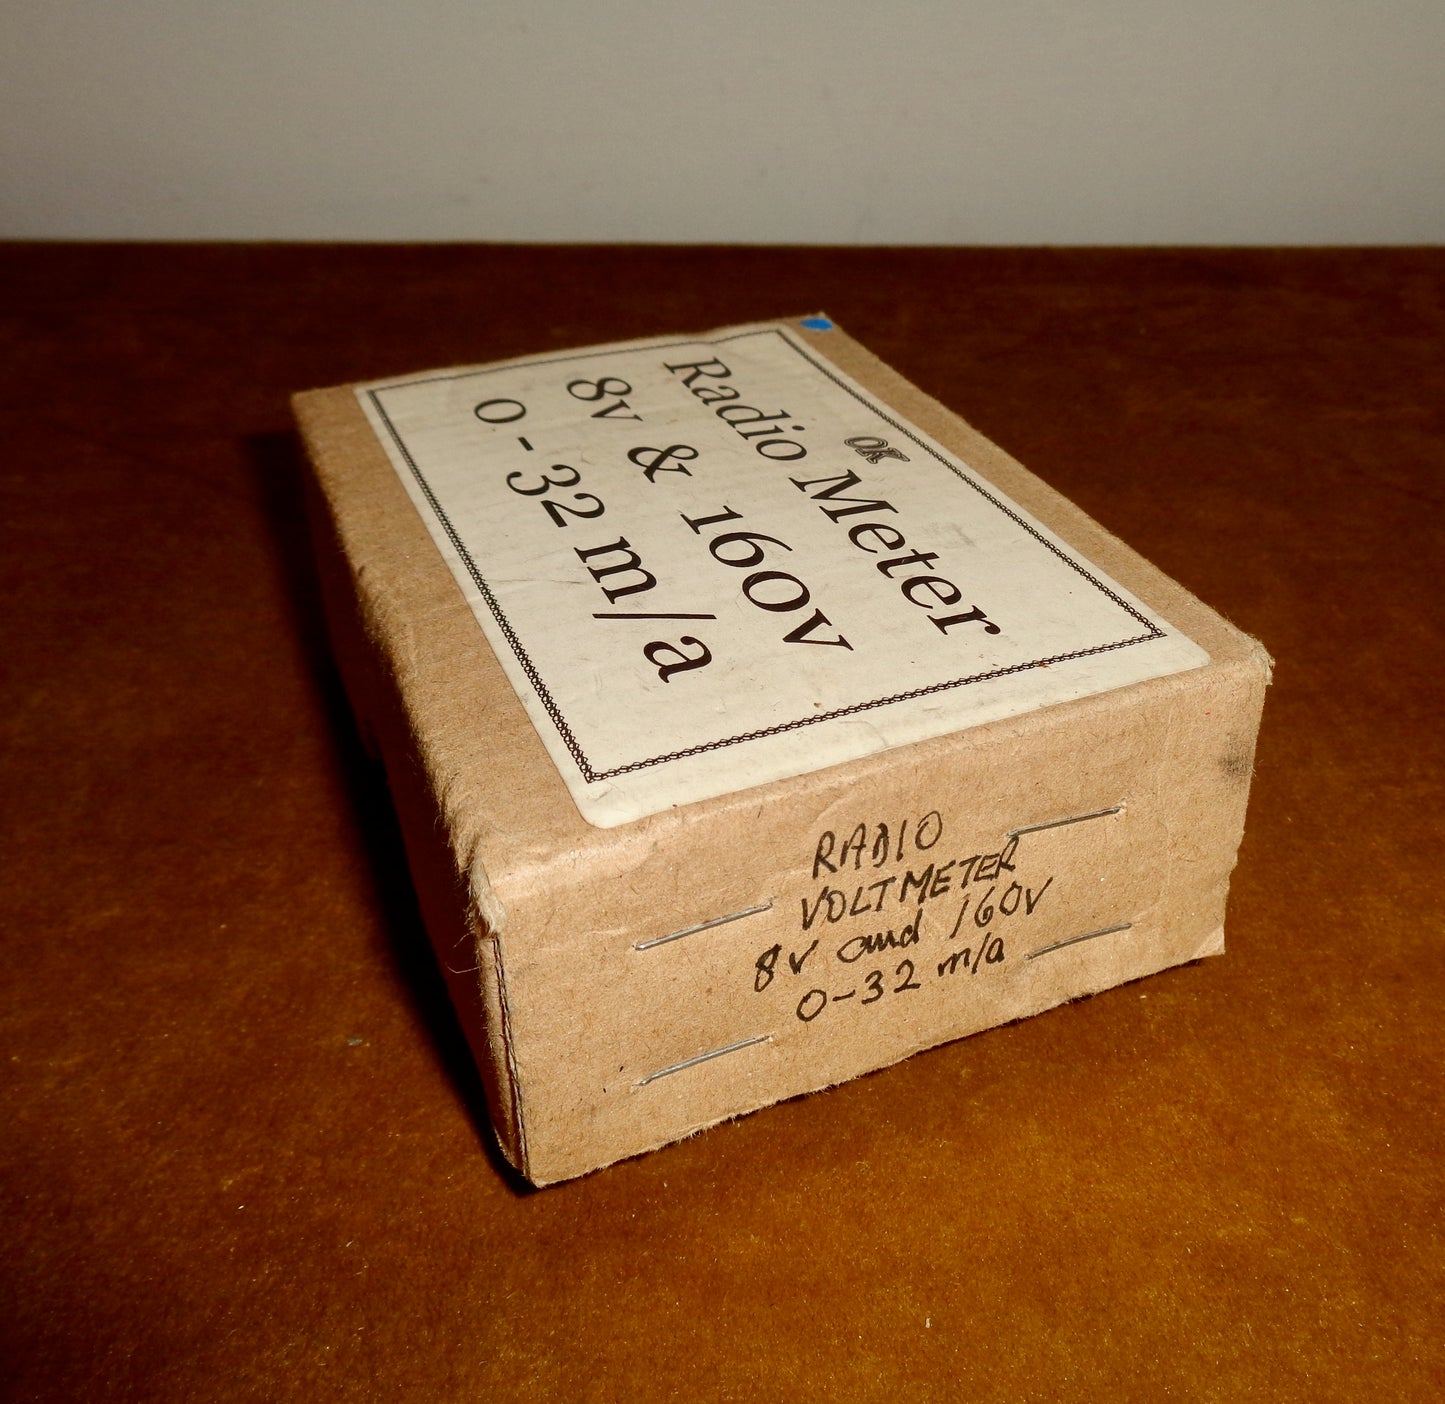 OK
Radio Meter
8v & 160v
0 - 32 m/a
RADIO
VOLTMETER
8v and 160V
0-32 m/a